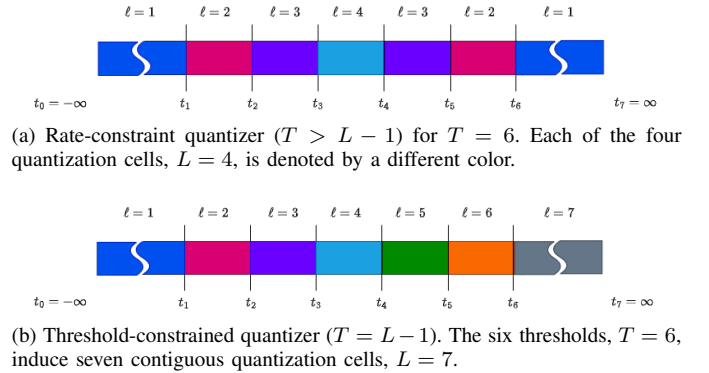 ℓ = 1 ℓ = 2 ℓ = 3 ℓ = 4 ℓ = 3 ℓ = 2 ℓ = 1
t₀ = −∞ t₁ t₂ t₃ t₄ t₅ t₆ t₇ = ∞
(a) Rate-constraint quantizer (T > L − 1) for T = 6. Each of the four
quantization cells, L = 4, is denoted by a different color.
ℓ = 1 ℓ = 2 ℓ = 3 ℓ = 4 ℓ = 5 ℓ = 6 ℓ = 7
t₀ = −∞ t₁ t₂ t₃ t₄ t₅ t₆ t₇ = ∞
(b) Threshold-constrained quantizer (T = L − 1). The six thresholds, T = 6,
induce seven contiguous quantization cells, L = 7.